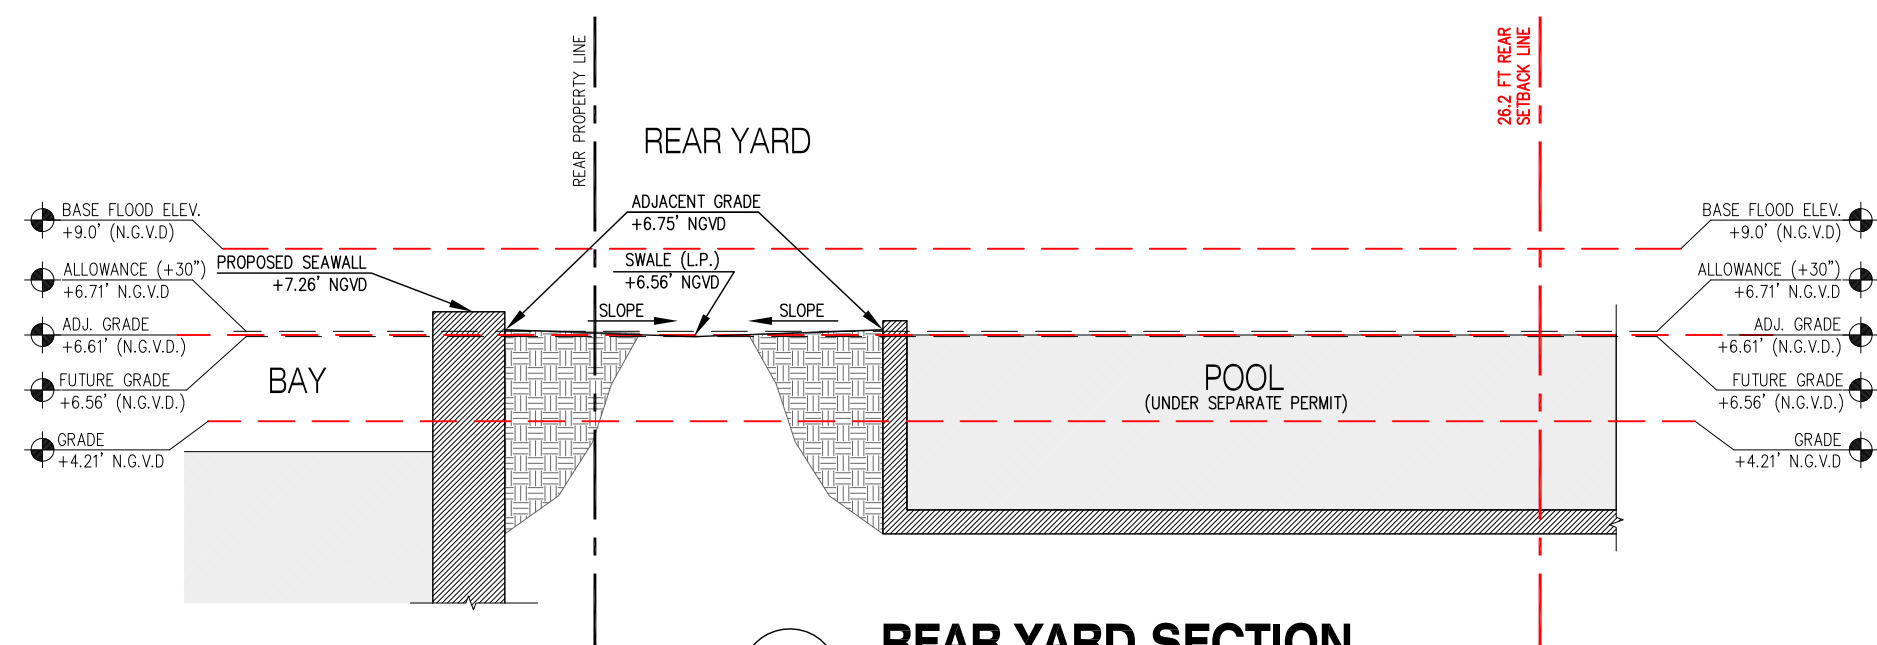 REAR PROPERTY LINE
26.2 FT REAR
SETBACK LINE
REAR YARD
BASE FLOOD ELEV.
+9.0' (N.G.V.D)
ALLOWANCE (+30")
+6.71' N.G.V.D
ADJ. GRADE
+6.61' (N.G.V.D.)
FUTURE GRADE
+6.56' (N.G.V.D.)
GRADE
+4.21' N.G.V.D
PROPOSED SEAWALL
+7.26' NGVD
BAY
ADJACENT GRADE
+6.75' NGVD
SWALE (L.P.)
+6.56' NGVD
SLOPE
SLOPE
POOL
(UNDER SEPARATE PERMIT)
BASE FLOOD ELEV.
+9.0' (N.G.V.D)
ALLOWANCE (+30")
+6.71' N.G.V.D
ADJ. GRADE
+6.61' (N.G.V.D.)
FUTURE GRADE
+6.56' (N.G.V.D.)
GRADE
+4.21' N.G.V.D
REAR YARD SECTION